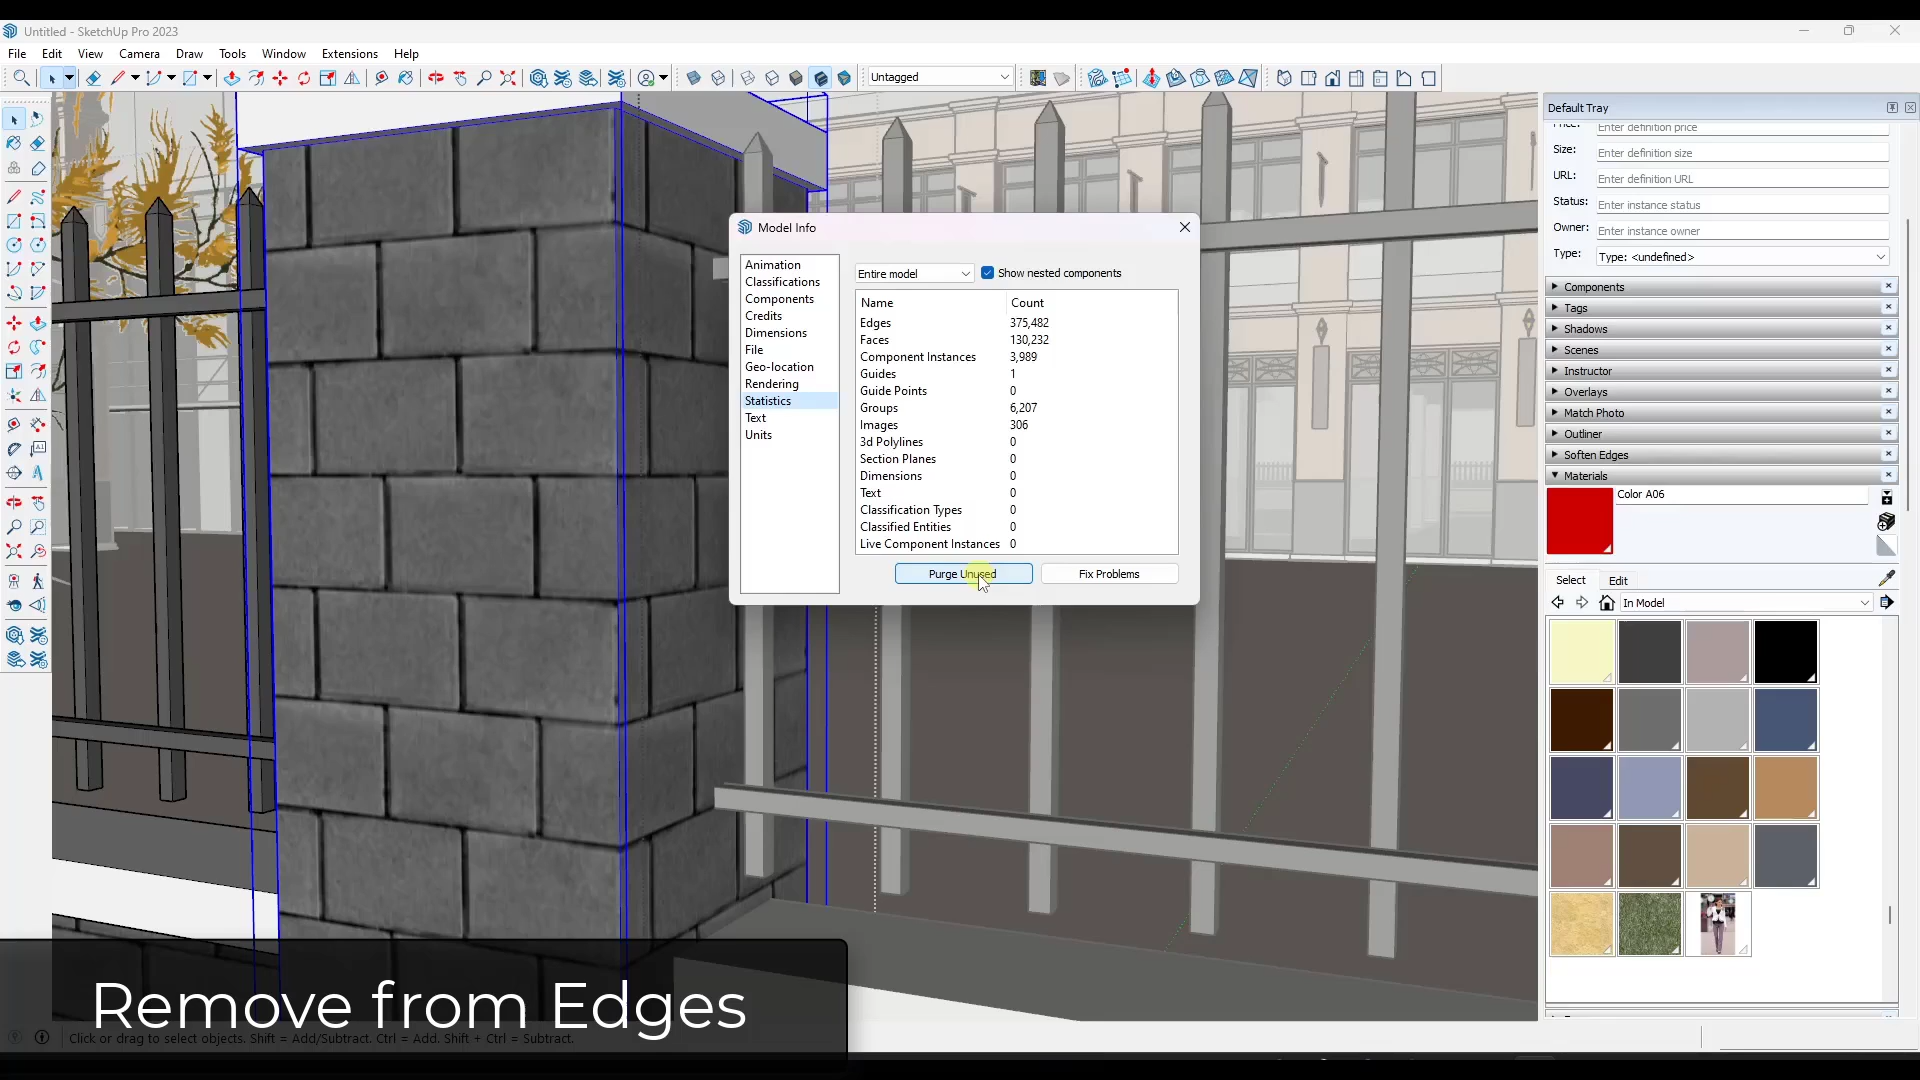 Untitled - SketchUp Pro 2023
File Edit View Camera Draw Tools Window Extensions Help
Untagged
Default Tray
Enter definition price
Size: Enter definition size
URL: Enter definition URL
Status: Enter instance status
Owner: Enter instance owner
Type: Type: <undefined>
Components
Tags
Shadows
Scenes
Instructor
Overlays
Match Photo
Outliner
Soften Edges
Materials
Color A06
Select Edit
In Model
Model Info
Animation
Classifications
Components
Credits
Dimensions
File
Geo-location
Rendering
Statistics
Text
Units
Entire model Show nested components
Name Count
Edges 375,482
Faces 130,232
Component Instances 3,989
Guides 1
Guide Points 0
Groups 6,207
Images 306
3d Polylines 0
Section Planes 0
Dimensions 0
Text 0
Classification Types 0
Classified Entities 0
Live Component Instances 0
Purge Unused Fix Problems
Remove from Edges
Click or drag to select objects. Shift = Add/Subtract. Ctrl = Add. Shift + Ctrl = Subtract.